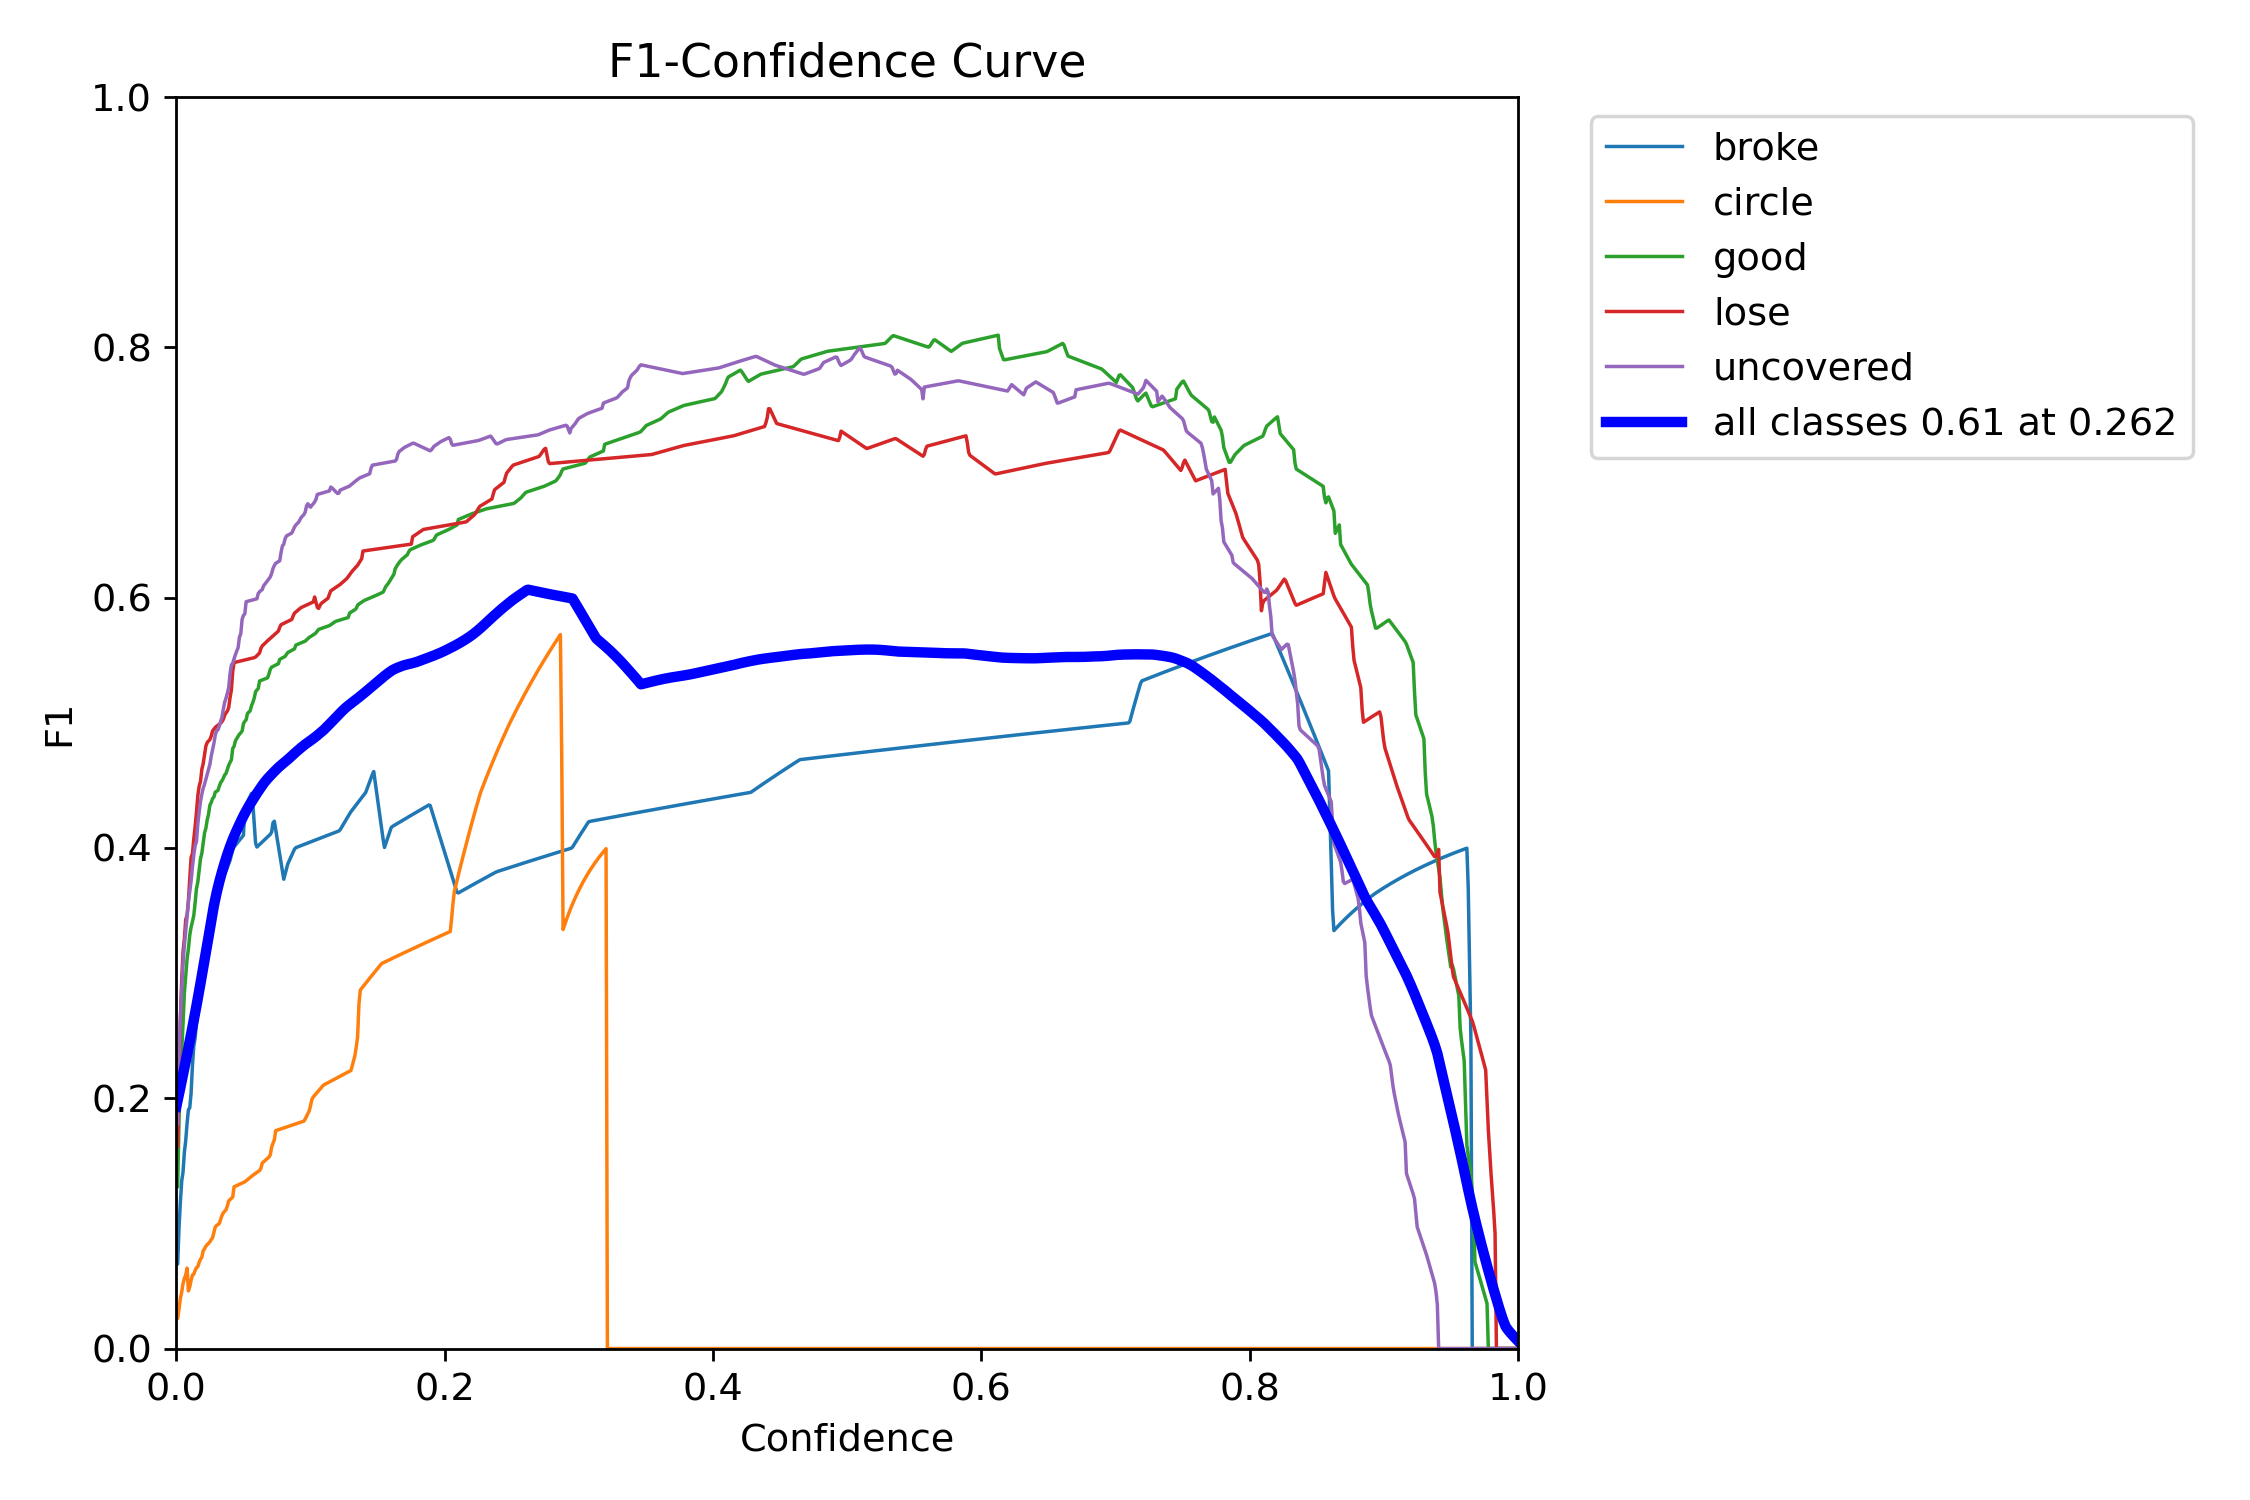 F1-Confidence Curve
1.0
0.8
0.6
0.4
0.2
0.0
F1
0.0 0.2 0.4 0.6 0.8 1.0
Confidence
broke
circle
good
lose
uncovered
all classes 0.61 at 0.262